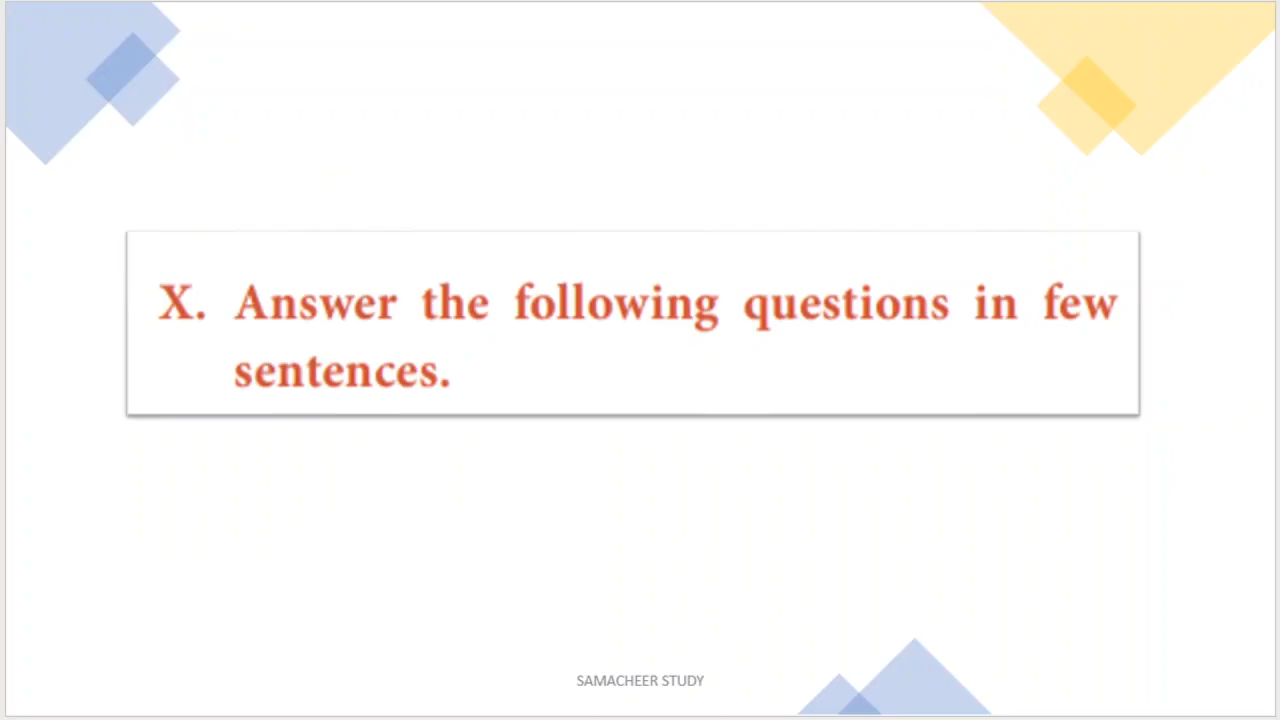 X. Answer the following questions in few
sentences.
SAMACHEER STUDY